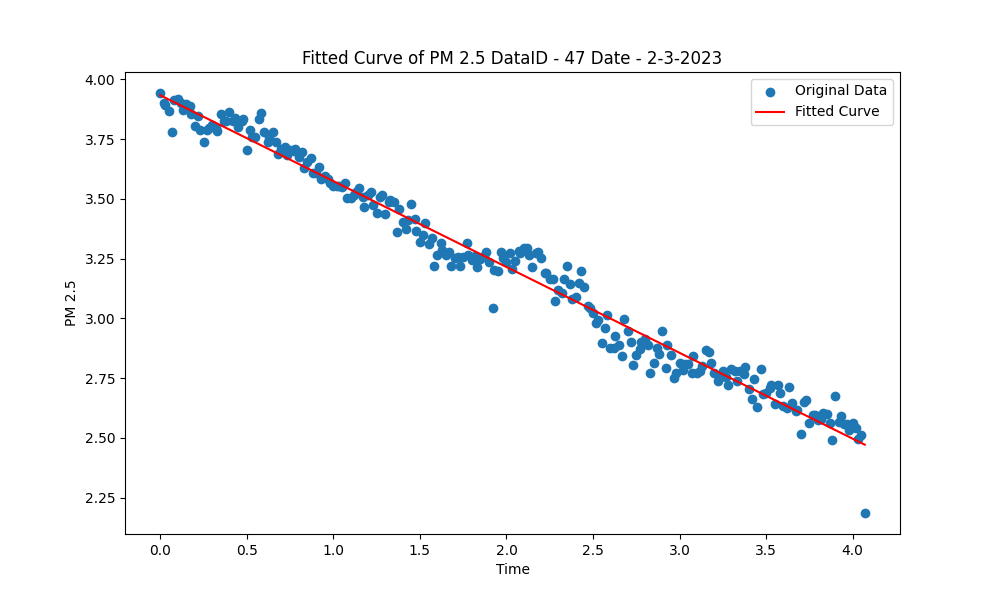 Fitted Curve of PM 2.5 DataID - 47 Date - 2-3-2023
Original Data
Fitted Curve
4.00
3.75
3.50
3.25
3.00
2.75
2.50
2.25
PM 2.5
0.0 0.5 1.0 1.5 2.0 2.5 3.0 3.5 4.0
Time